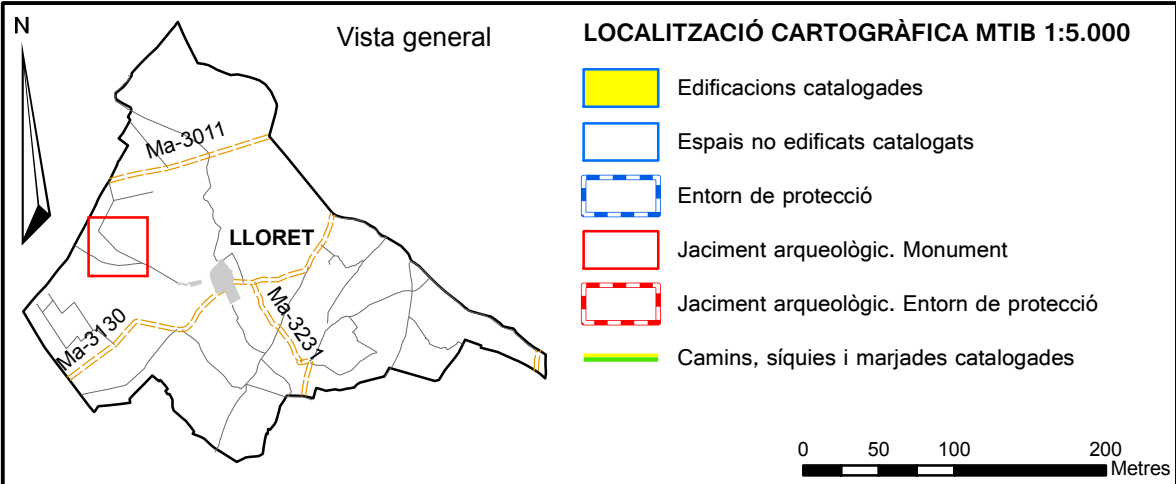 N
Vista general
Ma-3011
LLORET
Ma-3130
Ma-3231
LOCALITZACIÓ CARTOGRÀFICA MTIB 1:5.000
Edificacions catalogades
Espais no edificats catalogats
Entorn de protecció
Jaciment arqueològic. Monument
Jaciment arqueològic. Entorn de protecció
Camins, síquies i marjades catalogades
0 50 100 200
Metres